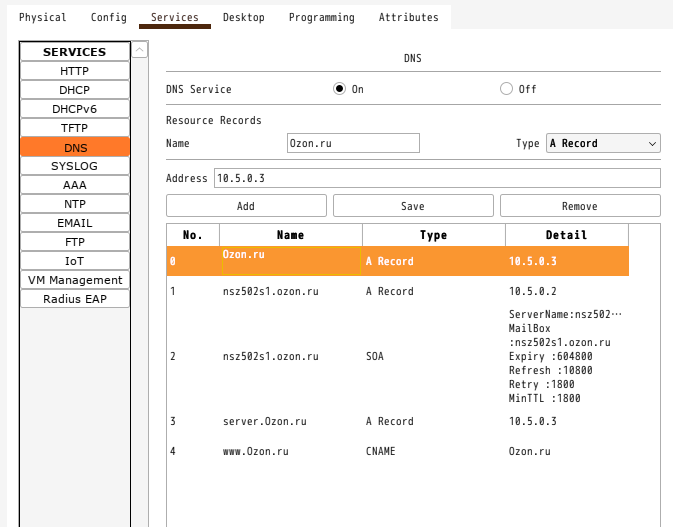 Physical Config Services Desktop Programming Attributes
SERVICES
HTTP
DHCP
DHCPv6
TFTP
DNS
SYSLOG
AAA
NTP
EMAIL
FTP
IoT
VM Management
Radius EAP
DNS
DNS Service On Off
Resource Records
Name Ozon.ru Type A Record
Address 10.5.0.3
Add Save Remove
No. Name Type Detail
0 Ozon.ru A Record 10.5.0.3
1 nsz502s1.ozon.ru A Record 10.5.0.2
ServerName:nsz502…
MailBox
:nsz502s1.ozon.ru
2 nsz502s1.ozon.ru SOA Expiry :604800
Refresh :10800
Retry :1800
MinTTL :1800
3 server.Ozon.ru A Record 10.5.0.3
4 www.Ozon.ru CNAME Ozon.ru